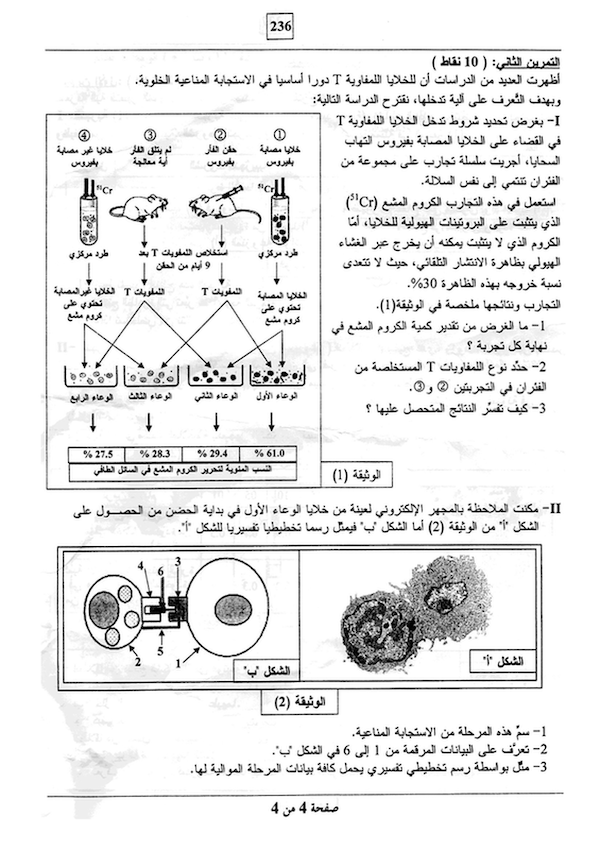 236
التمرين الثاني: ( 10 نقاط )
أظهرت العديد من الدراسات أن للخلايا اللمفاوية T دورا أساسيا في الاستجابة المناعية الخلوية.
وبهدف التعرف على آلية تدخلها، نقترح الدراسة التالية:
I- بغرض تحديد شروط تدخل الخلايا اللمفاوية T
في القضاء على الخلايا المصابة بفيروس التهاب
السحايا، أجريت سلسلة تجارب على مجموعة من
الفئران تنتمي إلى نفس السلالة.
استعمل في هذه التجارب الكروم المشع (⁵¹Cr)
الذي يتثبت على البروتينات الهيولية للخلايا، أمّا
الكروم الذي لا يتثبت يمكنه أن يخرج عبر الغشاء
الهيولي بظاهرة الانتشار التلقائي، حيث لا تتعدى
نسبة خروجه بهذه الظاهرة 30%.
التجارب ونتائجها ملخصة في الوثيقة(1).
1- ما الغرض من تقدير كمية الكروم المشع في
نهاية كل تجربة ؟
2- حدّد نوع اللمفاويات T المستخلصة من
الفئران في التجربتين ② و③.
3- كيف تفسّر النتائج المتحصل عليها ؟
①
خلايا مصابة
بفيروس
②
حقن الفأر
بفيروس
③
لم يتلق الفأر
أية معالجة
④
خلايا غير مصابة
بفيروس
⁵¹Cr
⁵¹Cr
طرد مركزي
استخلاص اللمفاويات T بعد
9 أيام من الحقن
طرد مركزي
الخلايا المصابة
تحتوي على
كروم مشع
اللمفاويات T
اللمفاويات T
الخلايا غير المصابة
تحتوي على
كروم مشع
الوعاء الأول
الوعاء الثاني
الوعاء الثالث
الوعاء الرابع
61.0 %
29.4 %
28.3 %
27.5 %
النسب المئوية لتحرير الكروم المشع في السائل الطافي
الوثيقة (1)
II- مكنت الملاحظة بالمجهر الإلكتروني لعينة من خلايا الوعاء الأول في بداية الحضن من الحصول على
الشكل "أ" من الوثيقة (2) أما الشكل "ب" فيمثل رسما تخطيطيا تفسيريا للشكل "أ".
4
6
3
5
2
1
الشكل "ب"
الشكل "أ"
الوثيقة (2)
1- سمّ هذه المرحلة من الاستجابة المناعية.
2- تعرّف على البيانات المرقمة من 1 إلى 6 في الشكل "ب".
3- مثّل بواسطة رسم تخطيطي تفسيري يحمل كافة بيانات المرحلة الموالية لها.
صفحة 4 من 4